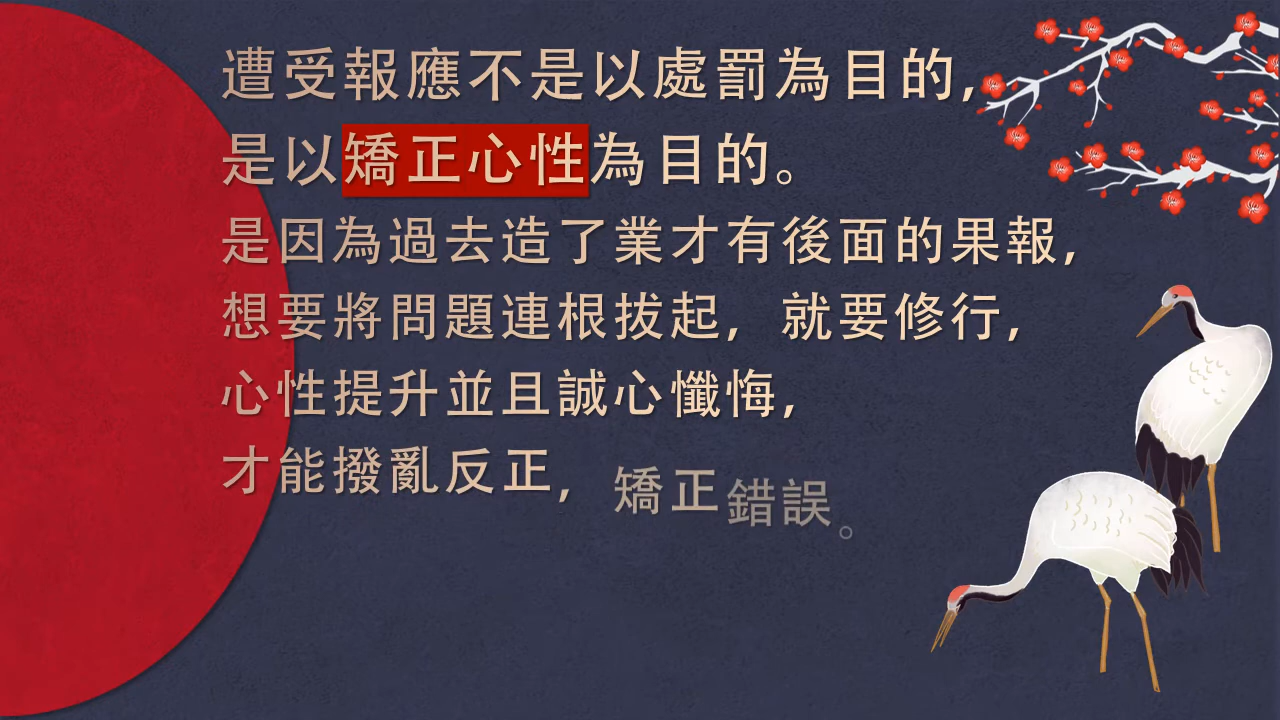 遭受報應不是以處罰為目的，
是以矯正心性為目的。
是因為過去造了業才有後面的果報，
想要將問題連根拔起，就要修行，
心性提升並且誠心懺悔，
才能撥亂反正，矯正錯誤。